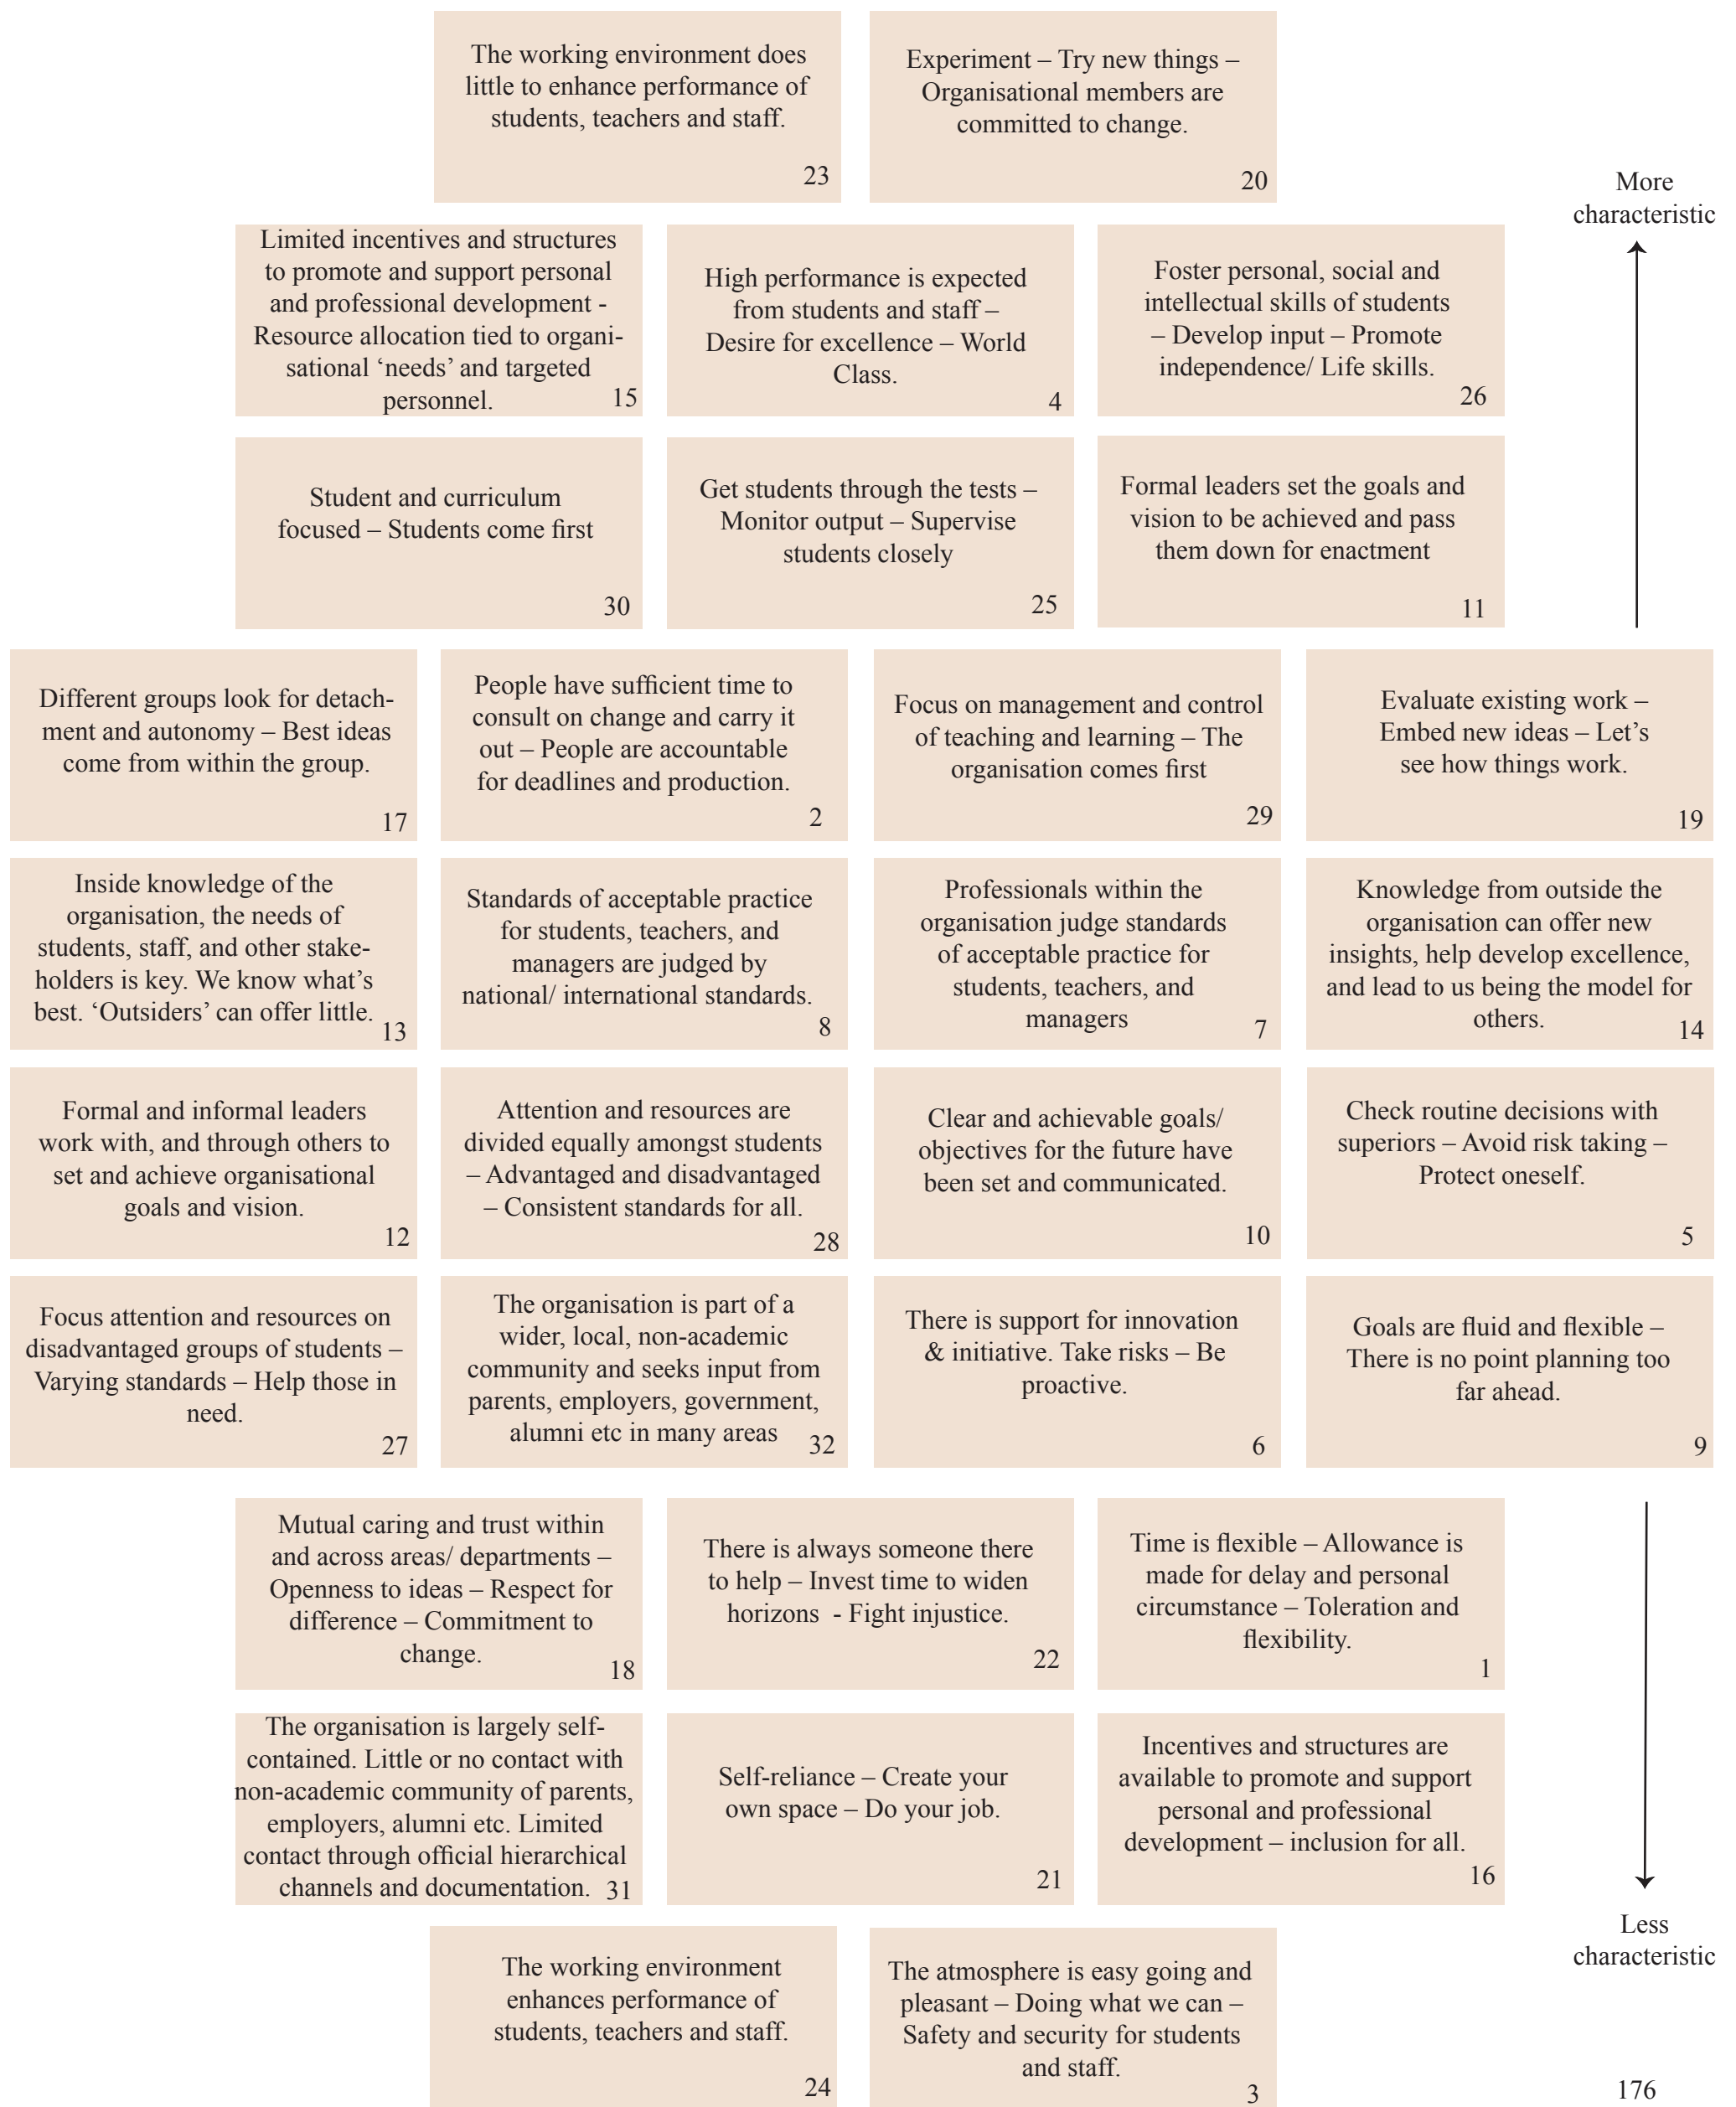 The working environment does
little to enhance performance of
students, teachers and staff.
23
Experiment – Try new things –
Organisational members are
committed to change.
20
More
characteristic
Limited incentives and structures
to promote and support personal
and professional development -
Resource allocation tied to organi-
sational ‘needs’ and targeted
personnel.
15
High performance is expected
from students and staff –
Desire for excellence – World
Class.
4
Foster personal, social and
intellectual skills of students
– Develop input – Promote
independence/ Life skills.
26
Student and curriculum
focused – Students come first
30
Get students through the tests –
Monitor output – Supervise
students closely
25
Formal leaders set the goals and
vision to be achieved and pass
them down for enactment
11
Different groups look for detach-
ment and autonomy – Best ideas
come from within the group.
17
People have sufficient time to
consult on change and carry it
out – People are accountable
for deadlines and production.
2
Focus on management and control
of teaching and learning – The
organisation comes first
29
Evaluate existing work –
Embed new ideas – Let’s
see how things work.
19
Inside knowledge of the
organisation, the needs of
students, staff, and other stake-
holders is key. We know what’s
best. ‘Outsiders’ can offer little.
13
Standards of acceptable practice
for students, teachers, and
managers are judged by
national/ international standards.
8
Professionals within the
organisation judge standards
of acceptable practice for
students, teachers, and
managers
7
Knowledge from outside the
organisation can offer new
insights, help develop excellence,
and lead to us being the model for
others.
14
Formal and informal leaders
work with, and through others to
set and achieve organisational
goals and vision.
12
Attention and resources are
divided equally amongst students
– Advantaged and disadvantaged
– Consistent standards for all.
28
Clear and achievable goals/
objectives for the future have
been set and communicated.
10
Check routine decisions with
superiors – Avoid risk taking –
Protect oneself.
5
Focus attention and resources on
disadvantaged groups of students –
Varying standards – Help those in
need.
27
The organisation is part of a
wider, local, non-academic
community and seeks input from
parents, employers, government,
alumni etc in many areas
32
There is support for innovation
& initiative. Take risks – Be
proactive.
6
Goals are fluid and flexible –
There is no point planning too
far ahead.
9
Mutual caring and trust within
and across areas/ departments –
Openness to ideas – Respect for
difference – Commitment to
change.
18
There is always someone there
to help – Invest time to widen
horizons - Fight injustice.
22
Time is flexible – Allowance is
made for delay and personal
circumstance – Toleration and
flexibility.
1
The organisation is largely self-
contained. Little or no contact with
non-academic community of parents,
employers, alumni etc. Limited
contact through official hierarchical
channels and documentation.
31
Self-reliance – Create your
own space – Do your job.
21
Incentives and structures are
available to promote and support
personal and professional
development – inclusion for all.
16
Less
characteristic
The working environment
enhances performance of
students, teachers and staff.
24
The atmosphere is easy going and
pleasant – Doing what we can –
Safety and security for students
and staff.
3
176